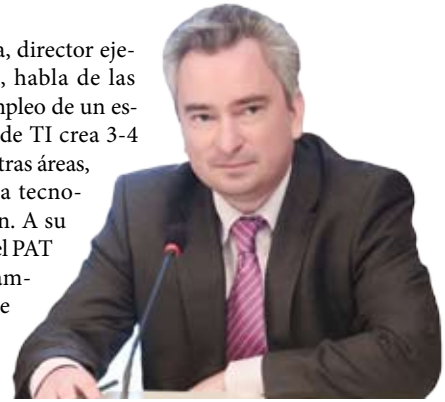 a, director eje-
, habla de las
mpleo de un es-
de TI crea 3-4
tras áreas,
a tecno-
n. A su
el PAT
am-
e